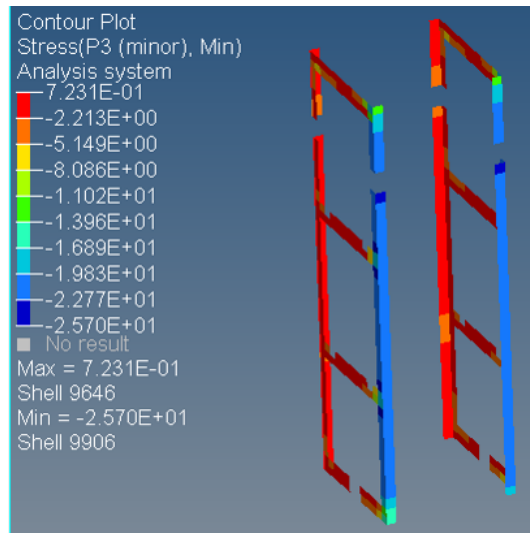 Contour Plot
Stress(P3 (minor), Min)
Analysis system
7.231E-01
-2.213E+00
-5.149E+00
-8.086E+00
-1.102E+01
-1.396E+01
-1.689E+01
-1.983E+01
-2.277E+01
-2.570E+01
No result
Max = 7.231E-01
Shell 9646
Min = -2.570E+01
Shell 9906